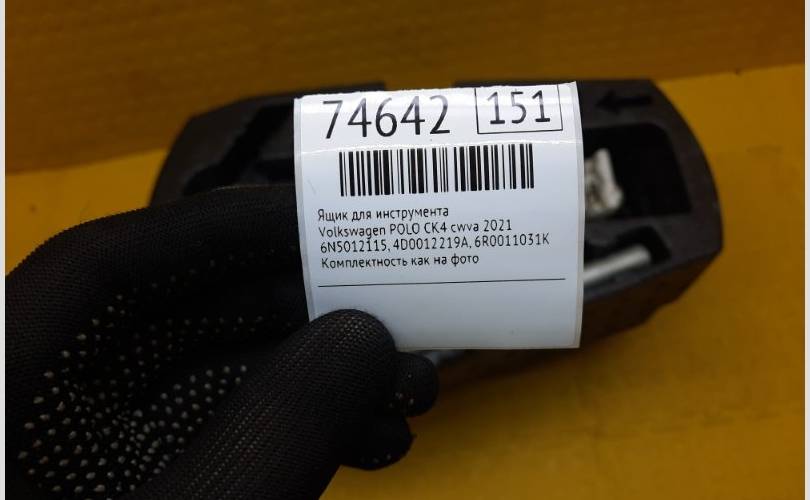 74642 151
Ящик для инструмента
Volkswagen POLO CK4 cwva 2021
6N5012115, 4D0012219A, 6R0011031K
Комплектность как на фото